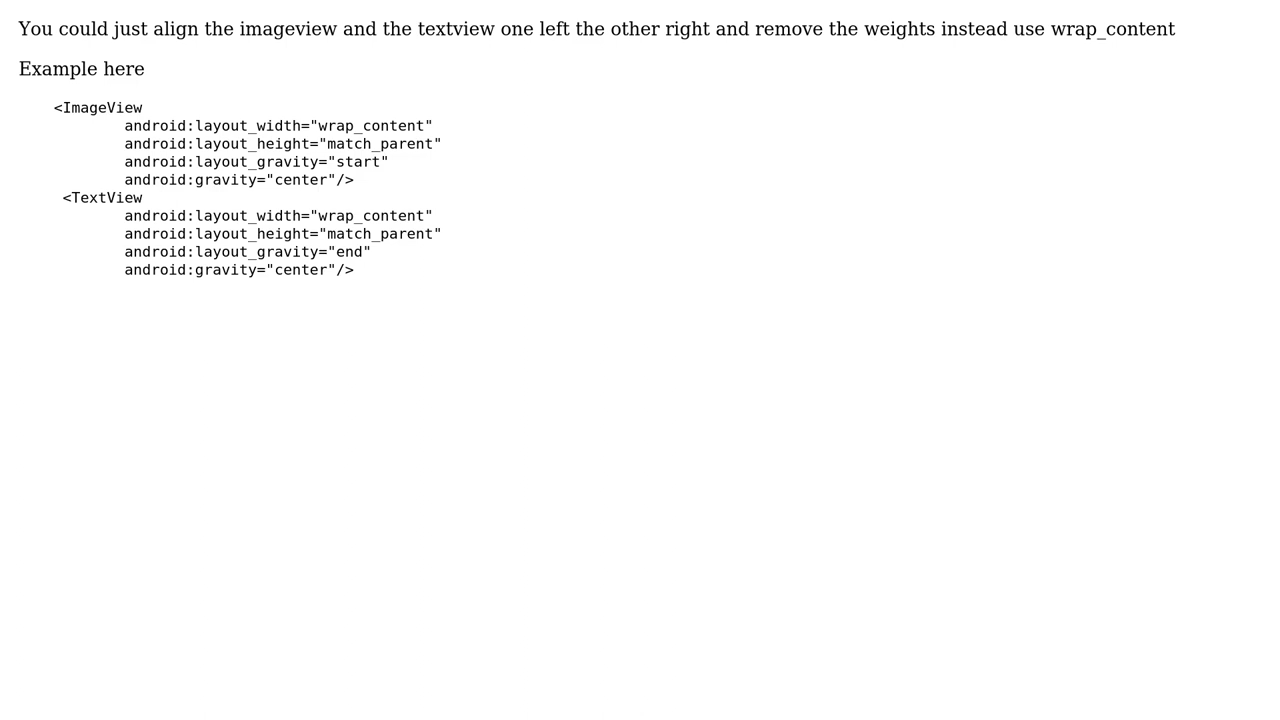 You could just align the imageview and the textview one left the other right and remove the weights instead use wrap_content
Example here
<ImageView
android:layout_width="wrap_content"
android:layout_height="match_parent"
android:layout_gravity="start"
android:gravity="center"/>
<TextView
android:layout_width="wrap_content"
android:layout_height="match_parent"
android:layout_gravity="end"
android:gravity="center"/>